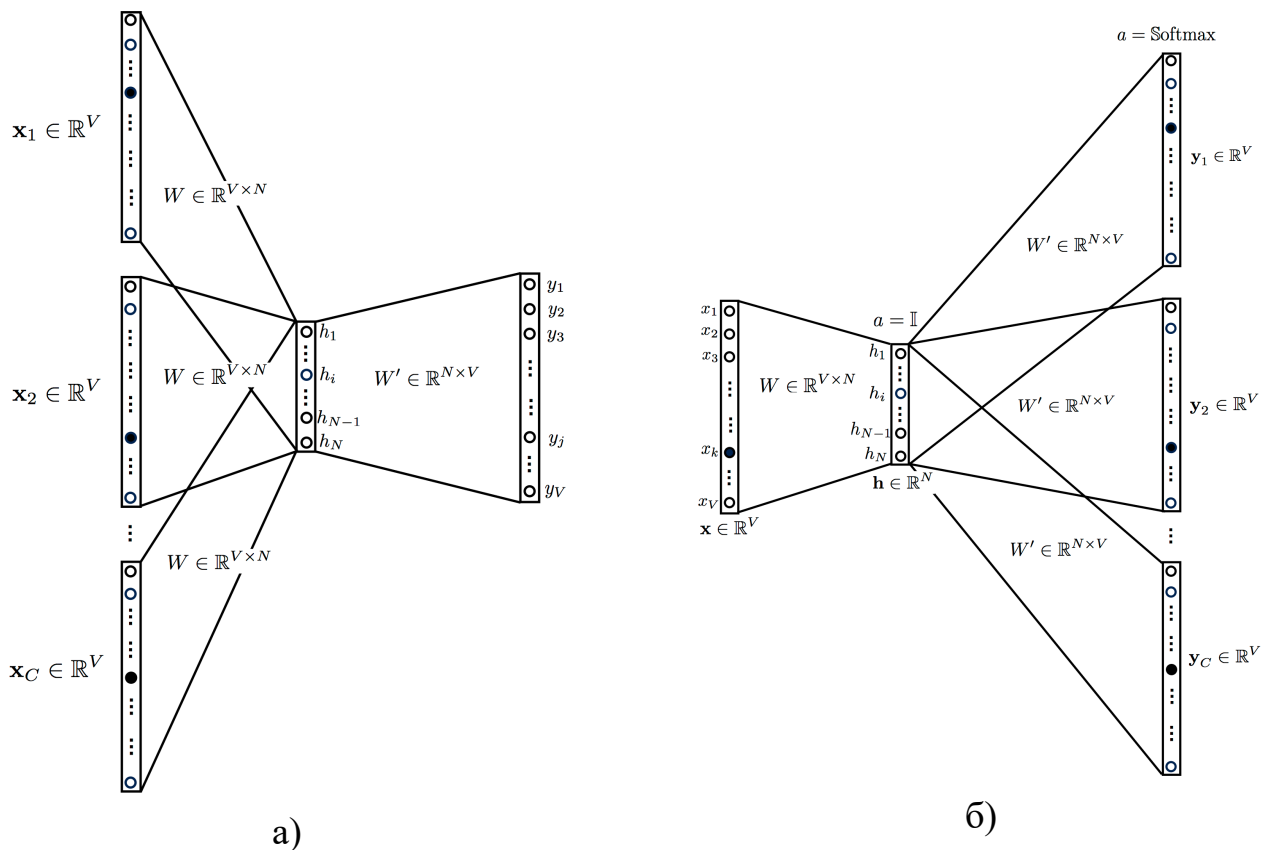 𝐱₁ ∈ ℝ^V
W ∈ ℝ^{V×N}
𝐱₂ ∈ ℝ^V
W ∈ ℝ^{V×N}
𝐱_C ∈ ℝ^V
W ∈ ℝ^{V×N}
h₁
h_i
h_{N−1}
h_N
W′ ∈ ℝ^{N×V}
y₁
y₂
y₃
y_j
y_V
а)
x₁
x₂
x₃
x_k
x_V
𝐱 ∈ ℝ^V
W ∈ ℝ^{V×N}
a = 𝕀
h₁
h_i
h_{N−1}
h_N
𝐡 ∈ ℝ^N
W′ ∈ ℝ^{N×V}
W′ ∈ ℝ^{N×V}
W′ ∈ ℝ^{N×V}
a = 𝕊oftmax
𝐲₁ ∈ ℝ^V
𝐲₂ ∈ ℝ^V
𝐲_C ∈ ℝ^V
б)